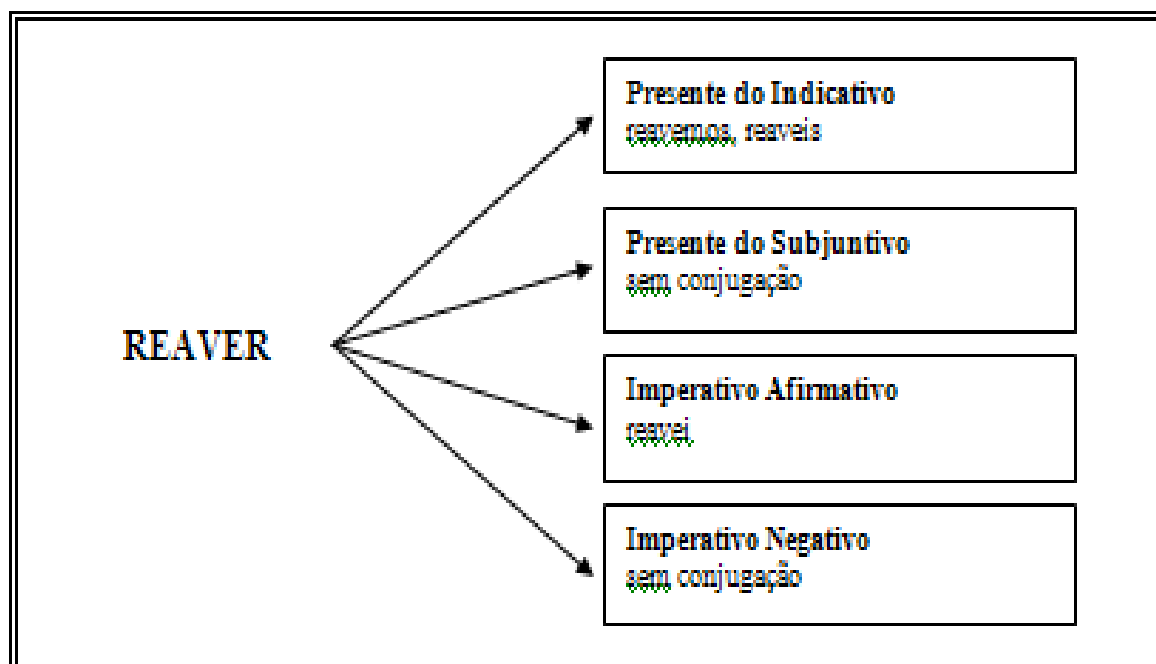 REAVER
Presente do Indicativo
reavemos, reaveis
Presente do Subjuntivo
sem conjugação
Imperativo Afirmativo
reavei
Imperativo Negativo
sem conjugação